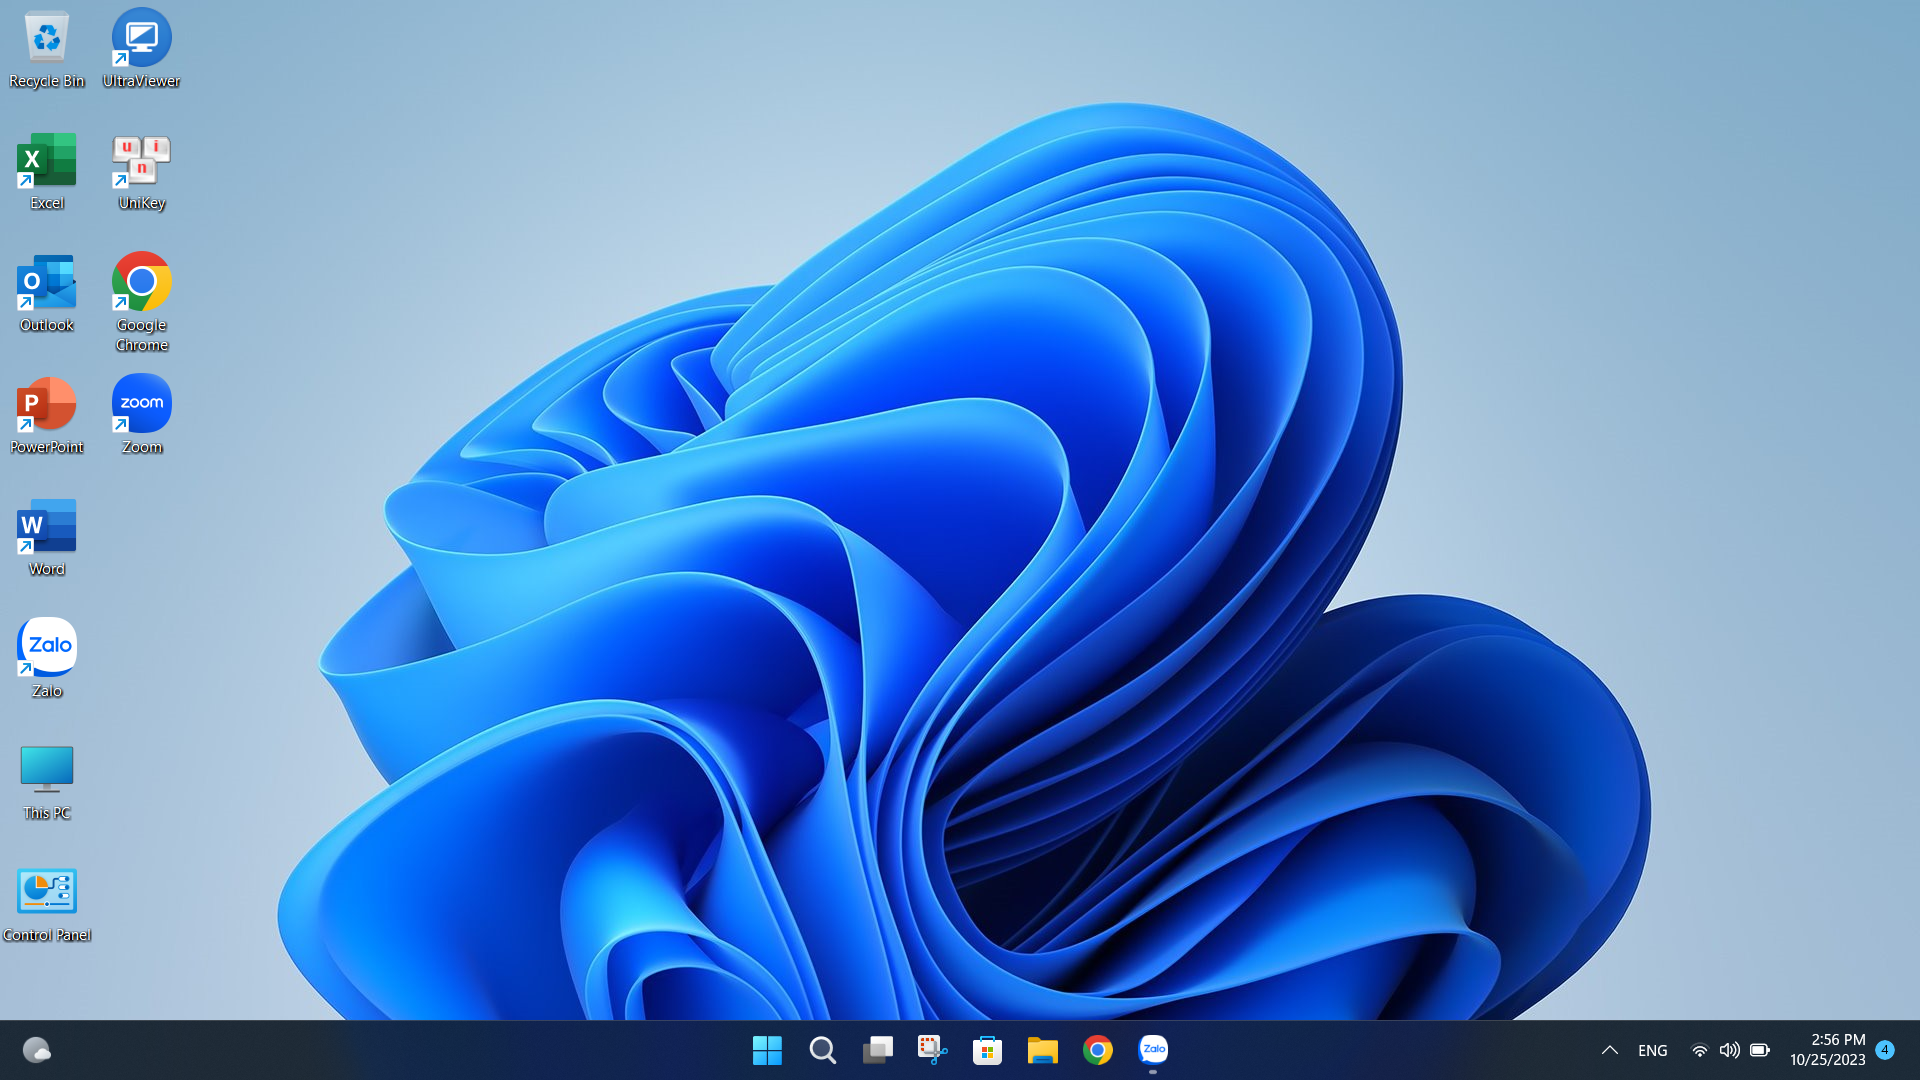 Recycle Bin
UltraViewer
X
Excel
u i n
UniKey
O
Outlook
Google
Chrome
P
PowerPoint
zoom
Zoom
W
Word
Zalo
Zalo
This PC
Control Panel
Zalo
ENG
2:56 PM
10/25/2023
4